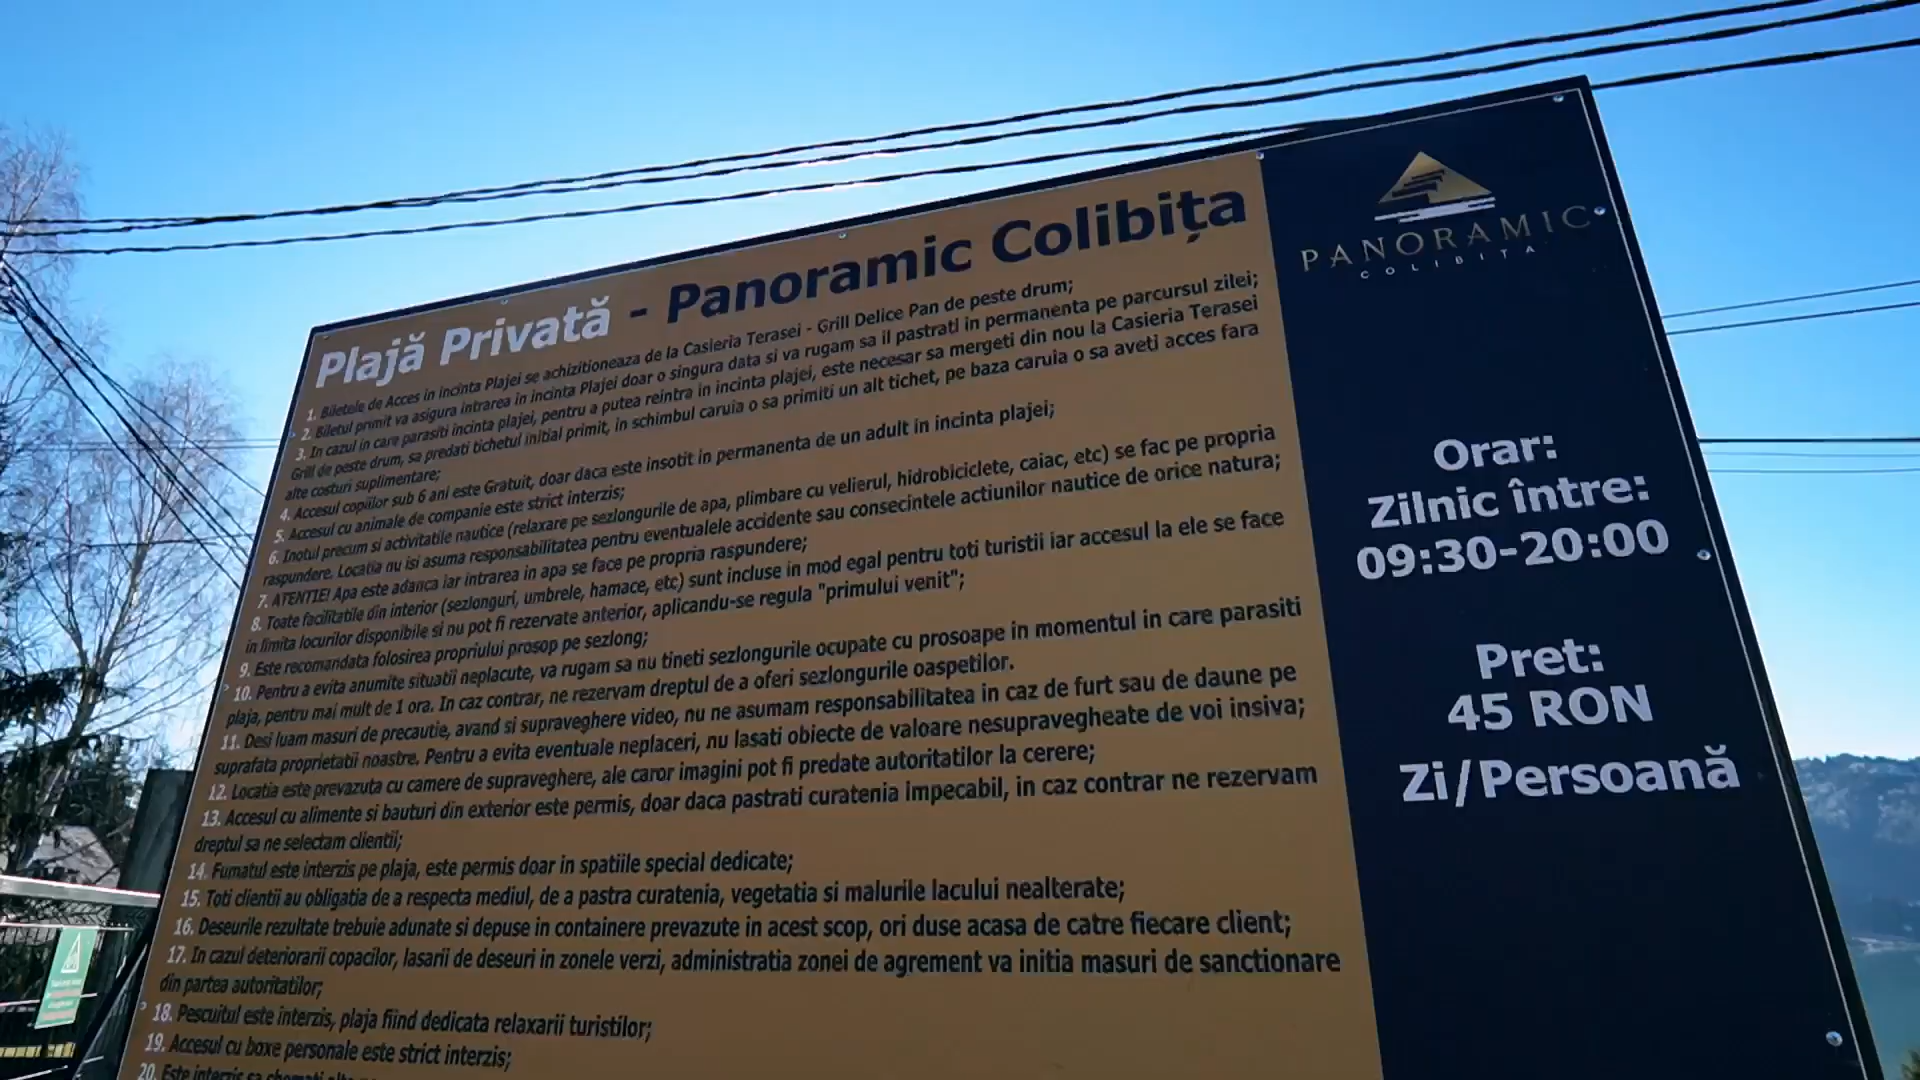 Plajă Privată - Panoramic Colibița
1. Biletele de Acces in incinta Plajei se achizitioneaza de la Casieria Terasei - Grill Delice Pan de peste drum;
2. Biletul primit va asigura intrarea in incinta Plajei doar o singura data si va rugam sa il pastrati in permanenta pe parcursul zilei;
3. In cazul in care parasiti incinta plajei, pentru a putea reintra in incinta plajei, este necesar sa mergeti din nou la Casieria Terasei
Grill de peste drum, sa predati tichetul initial primit, in schimbul caruia o sa primiti un alt tichet, pe baza caruia o sa aveti acces fara
alte costuri suplimentare;
4. Accesul copiilor sub 6 ani este Gratuit, doar daca este insotit in permanenta de un adult in incinta plajei;
5. Accesul cu animale de companie este strict interzis;
6. Inotul precum si activitatile nautice (relaxare pe sezlongurile de apa, plimbare cu velierul, hidrobiciclete, caiac, etc) se fac pe propria
raspundere. Locatia nu isi asuma responsabilitatea pentru eventualele accidente sau consecintele actiunilor nautice de orice natura;
7. ATENTIE! Apa este adanca iar intrarea in apa se face pe propria raspundere;
8. Toate facilitatile din interior (sezlonguri, umbrele, hamace, etc) sunt incluse in mod egal pentru toti turistii iar accesul la ele se face
in limita locurilor disponibile si nu pot fi rezervate anterior, aplicandu-se regula "primului venit";
9. Este recomandata folosirea propriului prosop pe sezlong;
10. Pentru a evita anumite situatii neplacute, va rugam sa nu tineti sezlongurile ocupate cu prosoape in momentul in care parasiti
plaja, pentru mai mult de 1 ora. In caz contrar, ne rezervam dreptul de a oferi sezlongurile oaspetilor.
11. Desi luam masuri de precautie, avand si supraveghere video, nu ne asumam responsabilitatea in caz de furt sau de daune pe
suprafata proprietatii noastre. Pentru a evita eventuale neplaceri, nu lasati obiecte de valoare nesupravegheate de voi insiva;
12. Locatia este prevazuta cu camere de supraveghere, ale caror imagini pot fi predate autoritatilor la cerere;
13. Accesul cu alimente si bauturi din exterior este permis, doar daca pastrati curatenia impecabil, in caz contrar ne rezervam
dreptul sa ne selectam clientii;
14. Fumatul este interzis pe plaja, este permis doar in spatiile special dedicate;
15. Toti clientii au obligatia de a respecta mediul, de a pastra curatenia, vegetatia si malurile lacului nealterate;
16. Deseurile rezultate trebuie adunate si depuse in containere prevazute in acest scop, ori duse acasa de catre fiecare client;
17. In cazul deteriorarii copacilor, lasarii de deseuri in zonele verzi, administratia zonei de agrement va initia masuri de sanctionare
din partea autoritatilor;
18. Pescuitul este interzis, plaja fiind dedicata relaxarii turistilor;
19. Accesul cu boxe personale este strict interzis;
20. Este interzis sa
PANORAMIC
COLIBITA
Orar:
Zilnic între:
09:30-20:00
Pret:
45 RON
Zi/Persoană